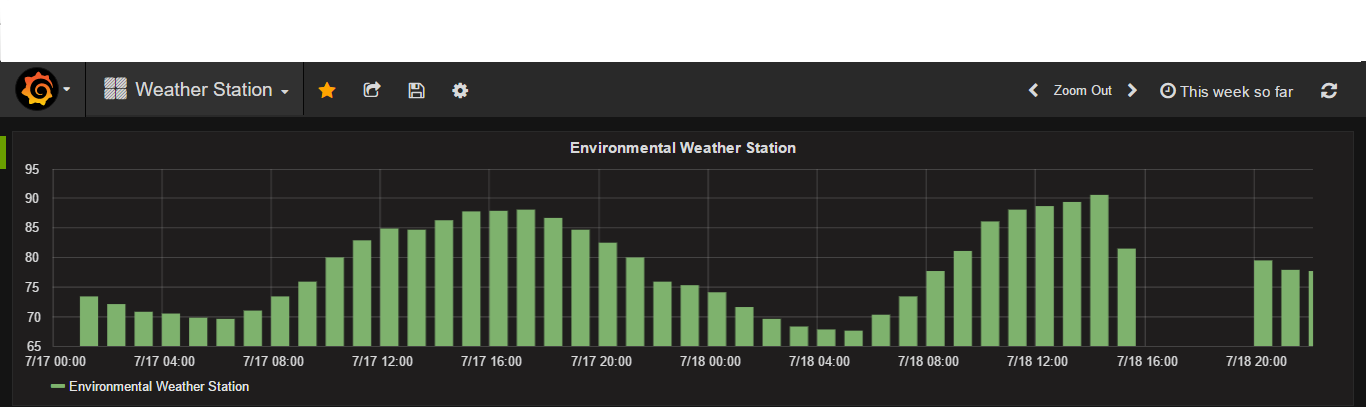 Weather Station
Zoom Out
This week so far
Environmental Weather Station
95
90
85
80
75
70
65
7/17 00:00 7/17 04:00 7/17 08:00 7/17 12:00 7/17 16:00 7/17 20:00 7/18 00:00 7/18 04:00 7/18 08:00 7/18 12:00 7/18 16:00 7/18 20:00
Environmental Weather Station